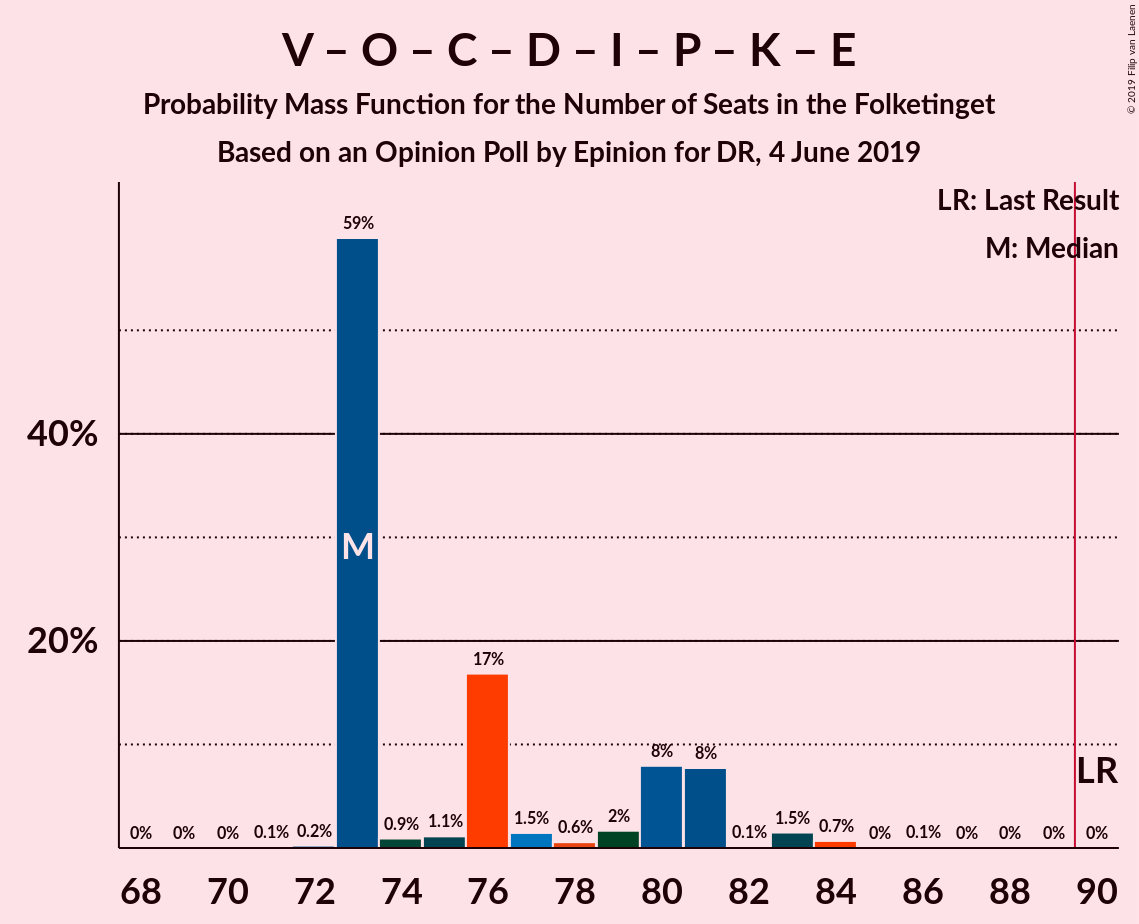 V – O – C – D – I – P – K – E
Probability Mass Function for the Number of Seats in the Folketinget
Based on an Opinion Poll by Epinion for DR, 4 June 2019
© 2019 Filip van Laenen
LR: Last Result
M: Median
59%
40%
M
20%
17%
8% 8%
LR
0% 0% 0% 0.1% 0.2% 0.9% 1.1% 1.5% 0.6% 2% 0.1% 1.5% 0.7% 0% 0.1% 0% 0% 0% 0%
68 70 72 74 76 78 80 82 84 86 88 90